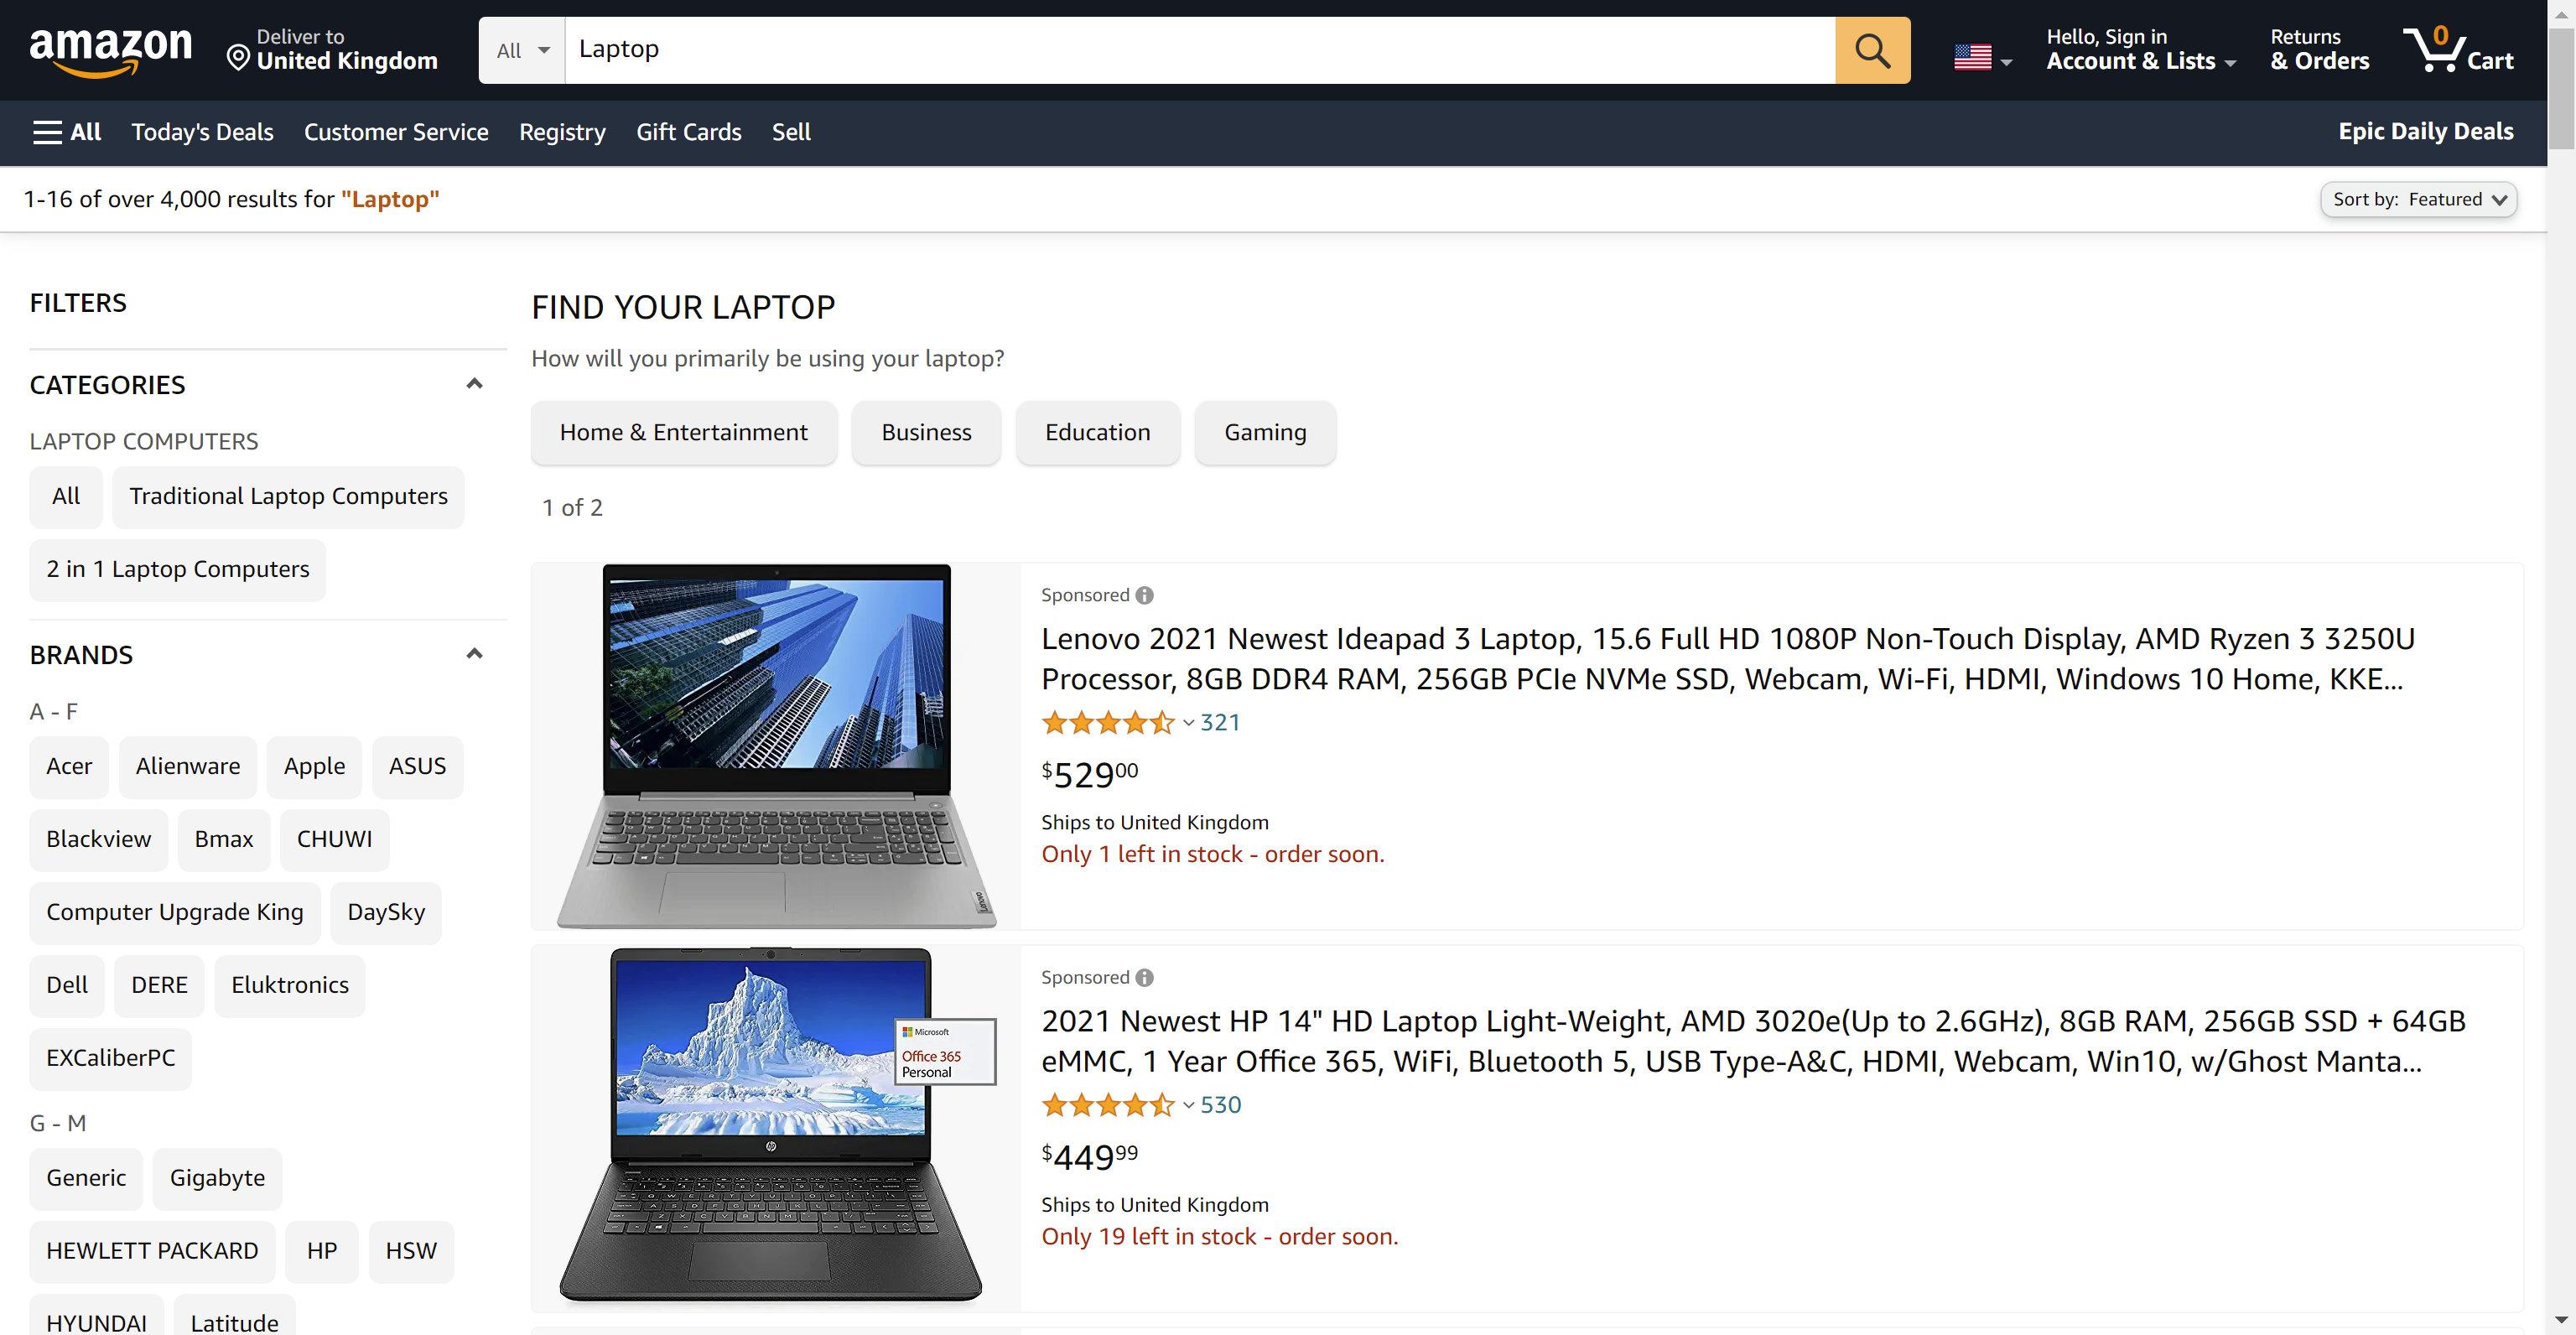 amazon
Deliver to
United Kingdom
All
Laptop
Hello, Sign in
Account & Lists
Returns
& Orders
0
Cart
All
Today's Deals
Customer Service
Registry
Gift Cards
Sell
Epic Daily Deals
1-16 of over 4,000 results for "Laptop"
Sort by: Featured
FILTERS
CATEGORIES
LAPTOP COMPUTERS
All
Traditional Laptop Computers
2 in 1 Laptop Computers
BRANDS
A - F
Acer
Alienware
Apple
ASUS
Blackview
Bmax
CHUWI
Computer Upgrade King
DaySky
Dell
DERE
Eluktronics
EXCaliberPC
G - M
Generic
Gigabyte
HEWLETT PACKARD
HP
HSW
HYUNDAI
Latitude
FIND YOUR LAPTOP
How will you primarily be using your laptop?
Home & Entertainment
Business
Education
Gaming
1 of 2
Lenovo
Sponsored
Lenovo 2021 Newest Ideapad 3 Laptop, 15.6 Full HD 1080P Non-Touch Display, AMD Ryzen 3 3250U
Processor, 8GB DDR4 RAM, 256GB PCIe NVMe SSD, Webcam, Wi-Fi, HDMI, Windows 10 Home, KKE...
321
$52900
Ships to United Kingdom
Only 1 left in stock - order soon.
Microsoft
Office 365
Personal
hp
Sponsored
2021 Newest HP 14" HD Laptop Light-Weight, AMD 3020e(Up to 2.6GHz), 8GB RAM, 256GB SSD + 64GB
eMMC, 1 Year Office 365, WiFi, Bluetooth 5, USB Type-A&C, HDMI, Webcam, Win10, w/Ghost Manta...
530
$44999
Ships to United Kingdom
Only 19 left in stock - order soon.